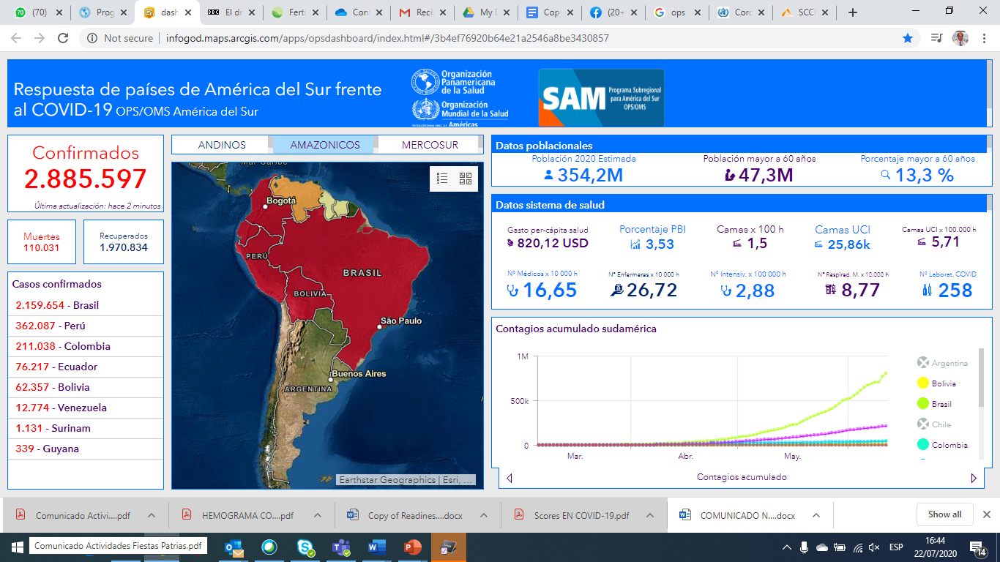 (70)
Prog
dash
BBC
El dr
Ferti
Cont
Recil
My D
Copy
(20+
ops
Coro
SCCI
Not secure
infogod.maps.arcgis.com/apps/opsdashboard/index.html#/3b4ef76920b64e21a2546a8be3430857
Respuesta de países de América del Sur frente
al COVID-19 OPS/OMS América del Sur
Organización
Panamericana
de la Salud
Organización
Mundial de la Salud
Américas
SAM
Programa Subregional
para América del Sur
OPS/OMS
Confirmados
2.885.597
Última actualización: hace 2 minutos
Muertes
110.031
Recuperados
1.970.834
Casos confirmados
2.159.654 - Brasil
362.087 - Perú
211.038 - Colombia
76.217 - Ecuador
62.357 - Bolivia
12.774 - Venezuela
1.131 - Surinam
339 - Guyana
ANDINOS
AMAZONICOS
MERCOSUR
Mar Caribe
Bogotá
PERÚ
BRASIL
BOLIVIA
São Paulo
Buenos Aires
ARGENTINA
Earthstar Geographics | Esri, ...
Datos poblacionales
Población 2020 Estimada
354,2M
Población mayor a 60 años
47,3M
Porcentaje mayor a 60 años
13,3 %
Datos sistema de salud
Gasto per-cápita salud
820,12 USD
Porcentaje PBI
3,53
Camas x 100 h
1,5
Camas UCI
25,86k
Camas UCI x 100.000 h
5,71
N° Médicos x 10 000 h
16,65
N° Enfermeras x 10 000 h
26,72
N° Intensiv. x 100 000 h
2,88
N° Respirad. M. x 10.000 h
8,77
N° Laborat. COVID
258
Contagios acumulado sudamérica
1M
500k
0
Mar.
Abr.
May.
Argentina
Bolivia
Brasil
Chile
Colombia
Contagios acumulado
Comunicado Activi....pdf
HEMOGRAMA CO....pdf
Copy of Readines....docx
Scores EN COVID-19.pdf
COMUNICADO N....docx
Show all
Comunicado Actividades Fiestas Patrias.pdf
ESP
16:44
22/07/2020
14